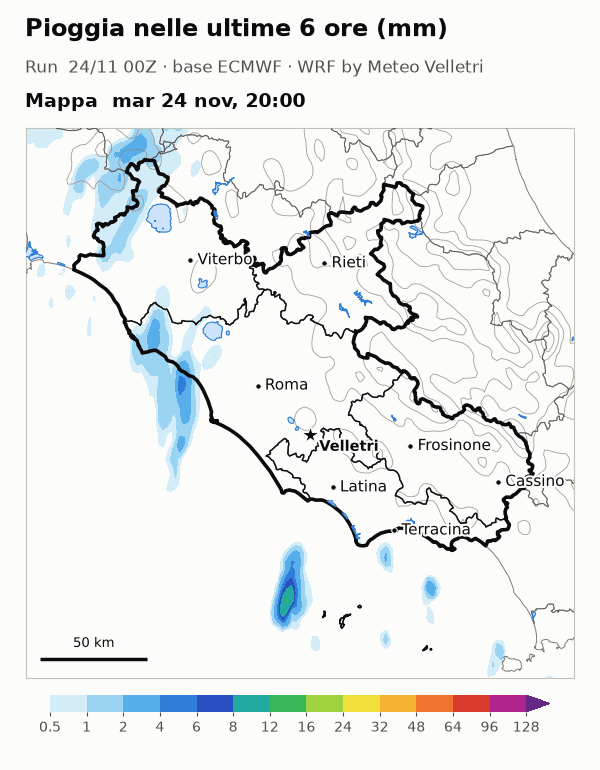 Pioggia nelle ultime 6 ore (mm)
Run  24/11 00Z · base ECMWF · WRF by Meteo Velletri
Mappa  mar 24 nov, 20:00
Viterbo
Rieti
Roma
Velletri
Frosinone
Latina
Cassino
Terracina
50 km
0.5 1 2 4 6 8 12 16 24 32 48 64 96 128